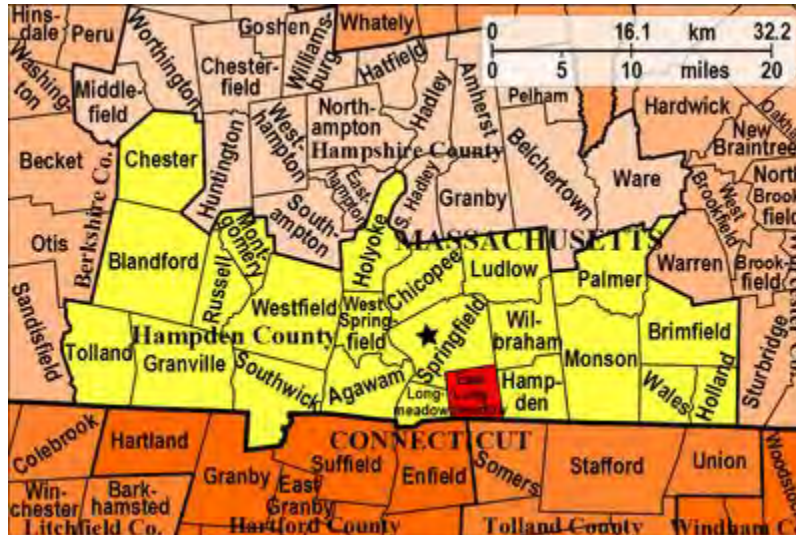 Hins-
dale
Peru
Worthington
Goshen
Williams-
burg
Whately
0 16.1 km 32.2
0 5 10 miles 20
Washing-
ton
Middle-
field
Chester-
field
Hatfield
Hadley
Amherst
Pelham
Hardwick
Oakham
New
Braintree
Becket
Chester
Huntington
West-
hampton
North-
ampton
Hampshire County
Belchertown
Ware
West
Brookfield
North
Brook-
field
Berkshire Co.
South-
ampton
East-
hampton
S. Hadley
Granby
Otis
Blandford
Russell
Mont-
gomery
Holyoke
MASSACHUSETTS
Chicopee
Ludlow
Palmer
Warren
Brook-
field
Sandisfield
Westfield
West
Spring-
field
Springfield
Wil-
braham
Brimfield
Sturbridge
Hampden County
Tolland
Granville
Southwick
Agawam
Long-
meadow
East
Long-
meadow
Hamp-
den
Monson
Wales
Holland
CONNECTICUT
Colebrook
Hartland
Granby
Suffield
Enfield
Somers
Stafford
Union
Woodstock
Win-
chester
Bark-
hamsted
East
Granby
Litchfield Co.
Hartford County
Tolland County
Windham Co.